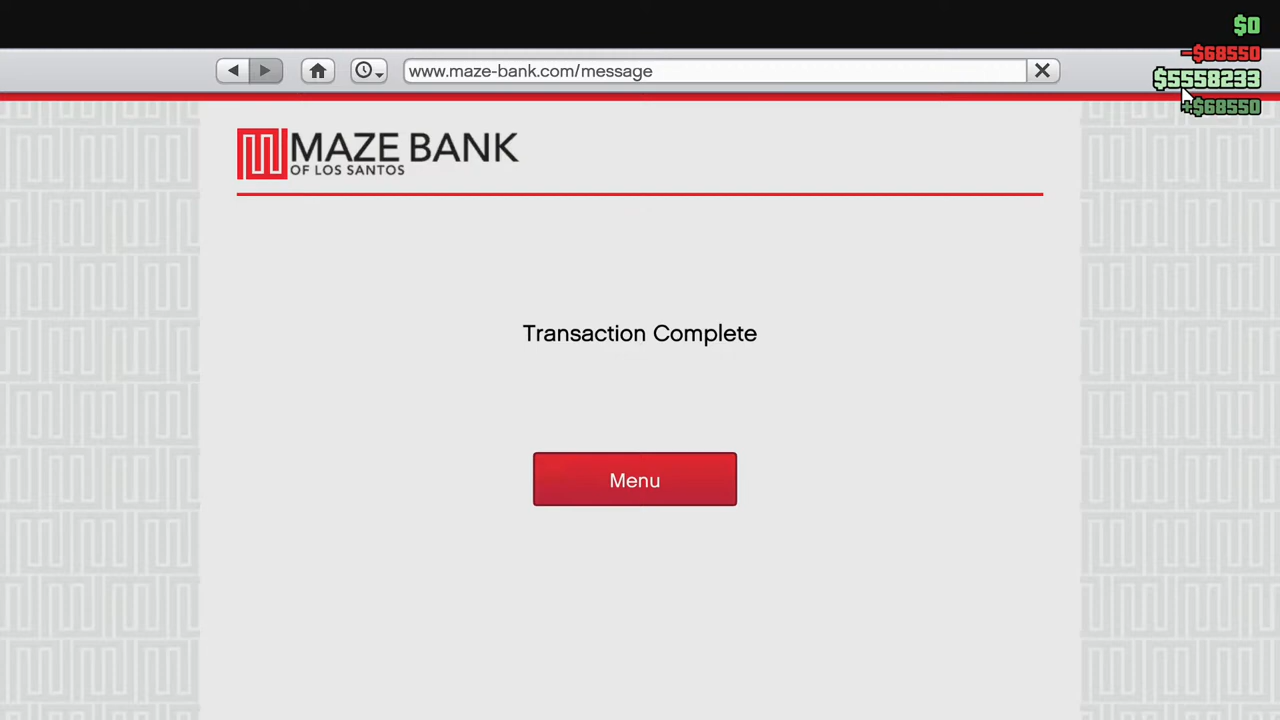 $0
-$68550
www.maze-bank.com/message
$5558233
+$68550
MAZE BANK
OF LOS SANTOS
Transaction Complete
Menu